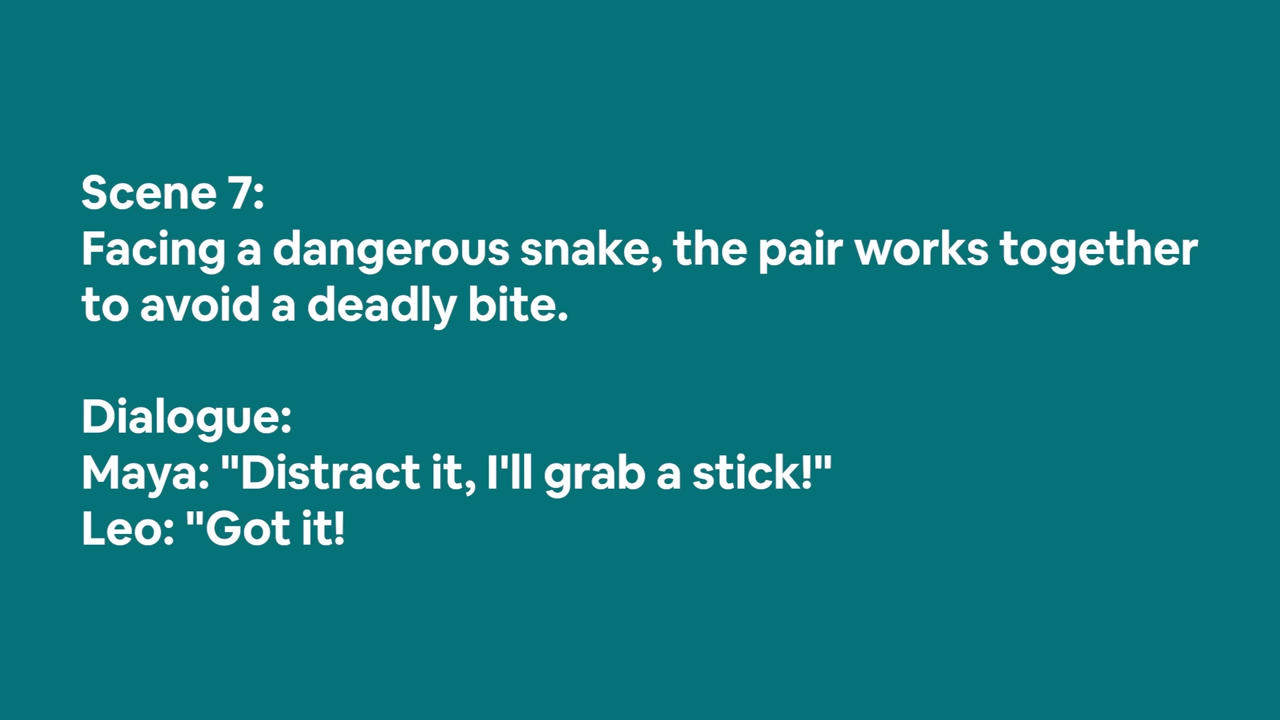 Scene 7:
Facing a dangerous snake, the pair works together
to avoid a deadly bite.
Dialogue:
Maya: "Distract it, I'll grab a stick!"
Leo: "Got it!